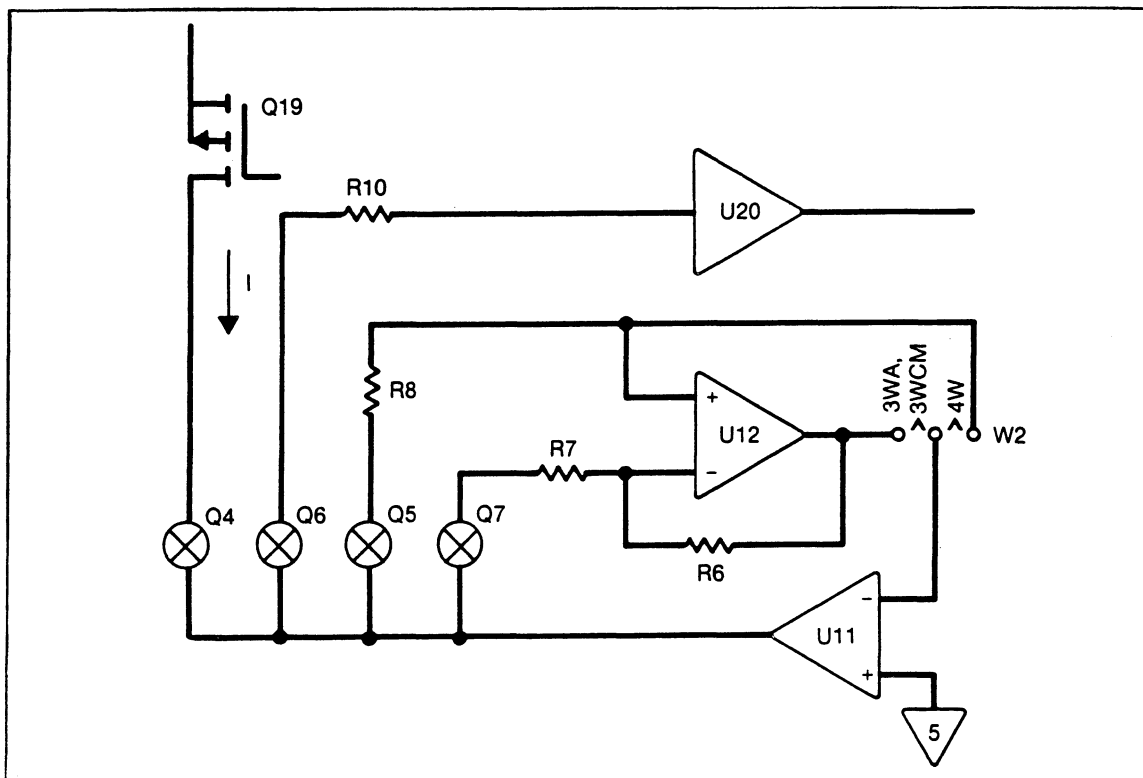 Q19
R10
U20
I
3WA,
^3WCM
^4W
R8
+
U12
W2
R7
−
Q4
Q6
Q5
Q7
R6
−
U11
+
5